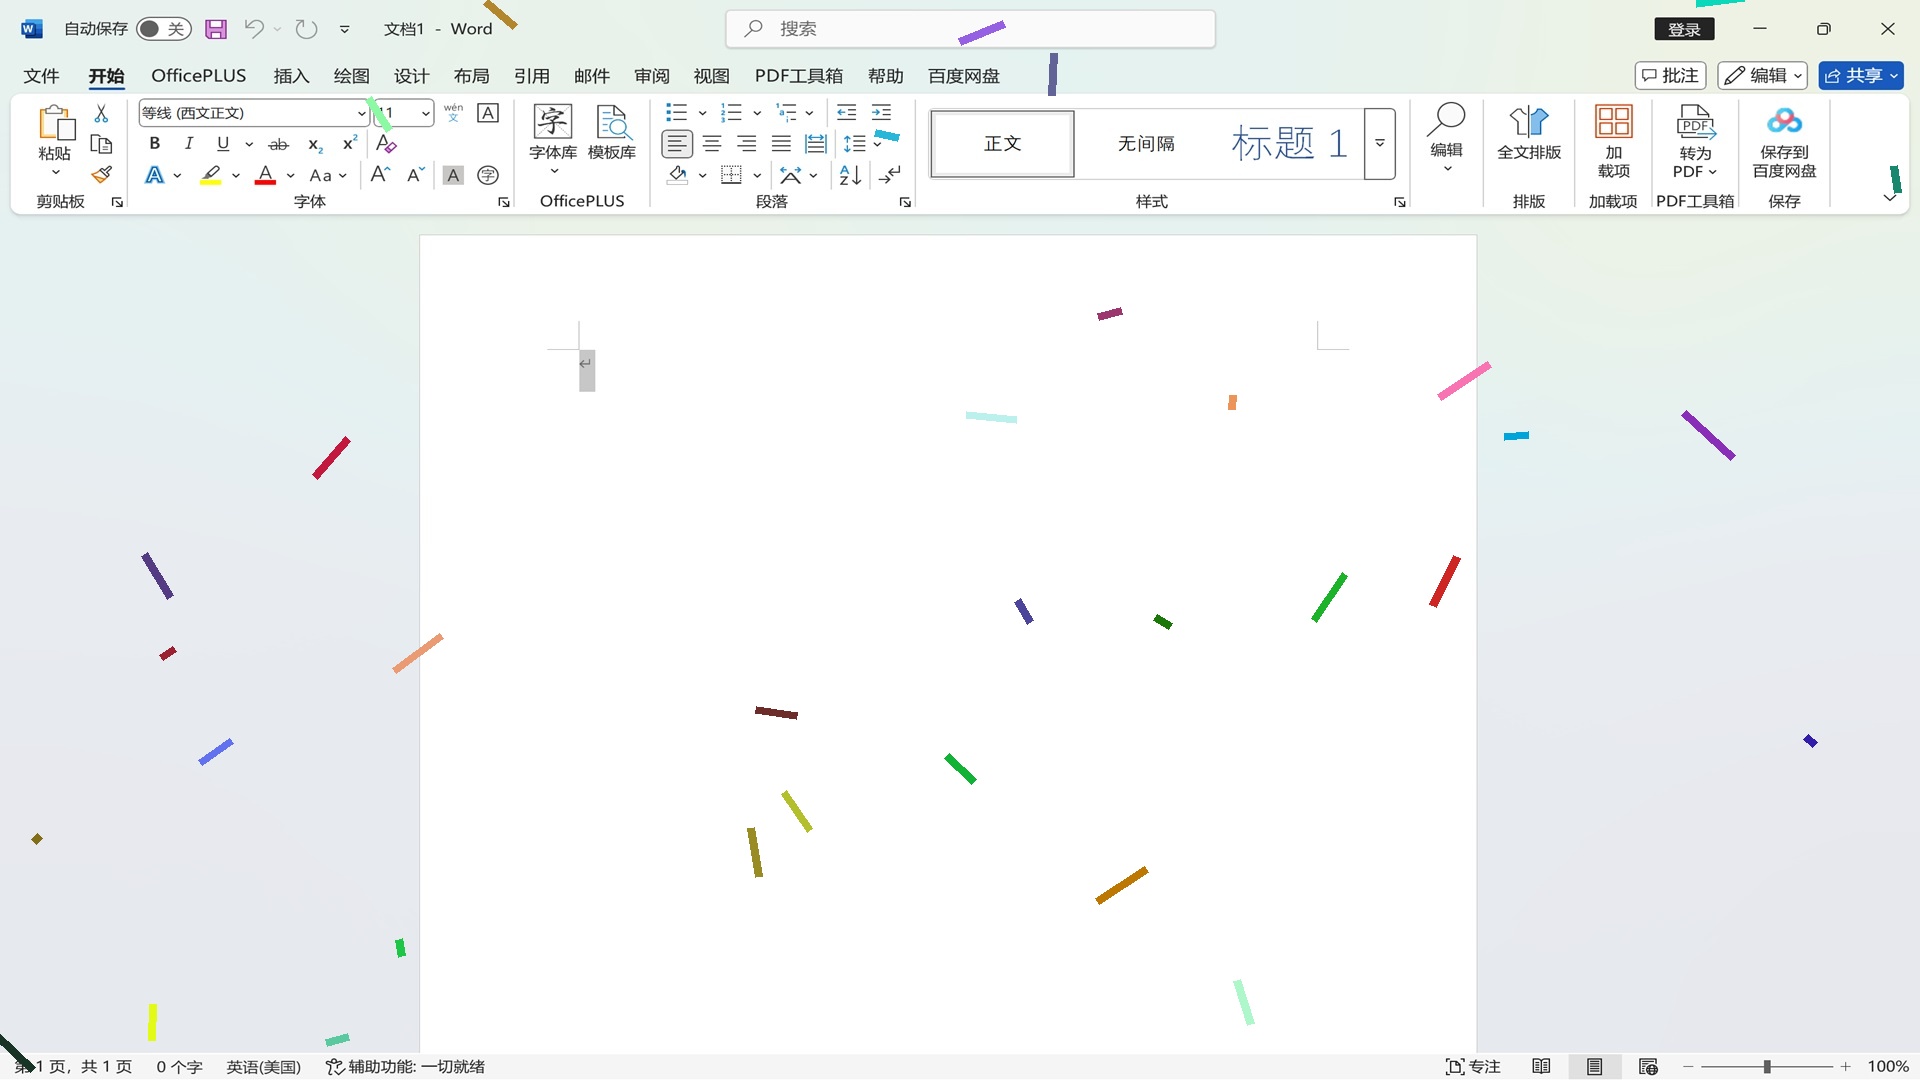 自动保存 关 文档1 - Word 搜索 登录
文件 开始 OfficePLUS 插入 绘图 设计 布局 引用 邮件 审阅 视图 PDF工具箱 帮助 百度网盘 批注 编辑 共享
等线 (西文正文) wén 文 A
粘贴 B I U ab x₂ x² A 字体库 模板库 正文 无间隔 标题 1 编辑 全文排版 加载项 转为PDF 保存到百度网盘
A A Aa A A A 字
剪贴板 字体 OfficePLUS 段落 样式 排版 加载项 PDF工具箱 保存
1 页，共 1 页 0 个字 英语(美国) 辅助功能: 一切就绪 专注 100%